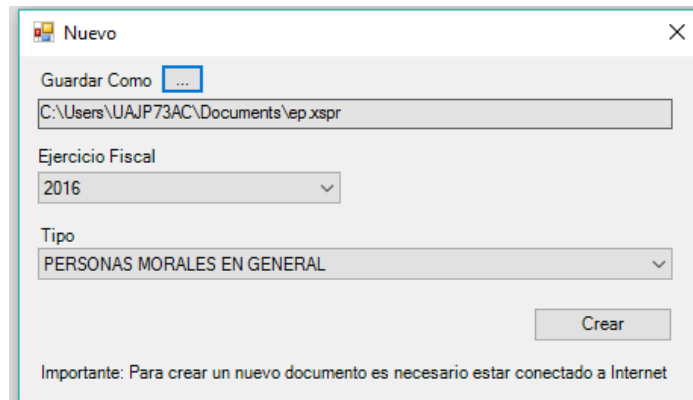 Nuevo
Guardar Como ...
C:\Users\UAJP73AC\Documents\ep.xspr
Ejercicio Fiscal
2016
Tipo
PERSONAS MORALES EN GENERAL
Crear
Importante: Para crear un nuevo documento es necesario estar conectado a Internet